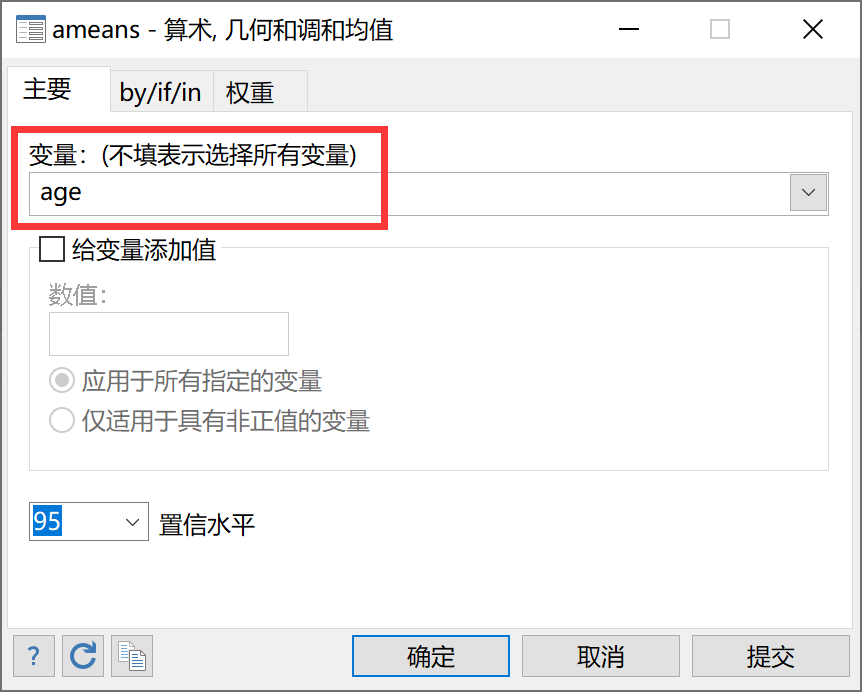 ameans - 算术, 几何和调和均值
主要 by/if/in 权重
变量：(不填表示选择所有变量)
age
给变量添加值
数值：
应用于所有指定的变量
仅适用于具有非正值的变量
95 置信水平
? 确定 取消 提交